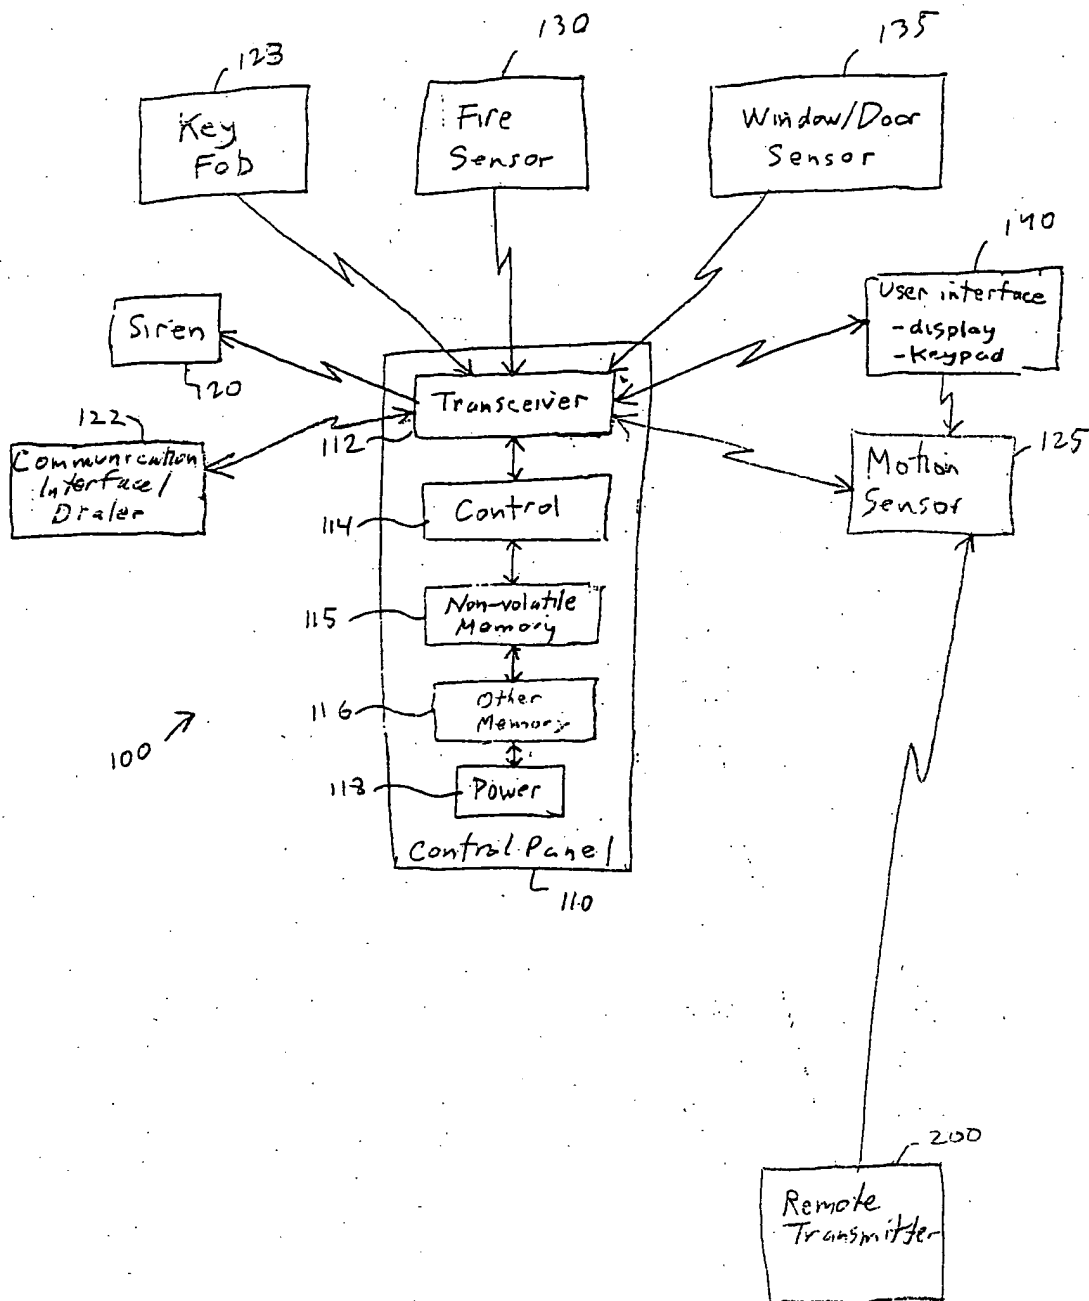 123
130
135
Key
Fob
Fire
Sensor
Window/Door
Sensor
140
User interface
-display
-keypad
Siren
120
Transceiver
112
122
Communication
Interface/
Dialer
125
Motion
Sensor
Control
114
Non-volatile
Memory
115
Other
Memory
116
100
118
Power
Control Panel
110
200
Remote
Transmitter